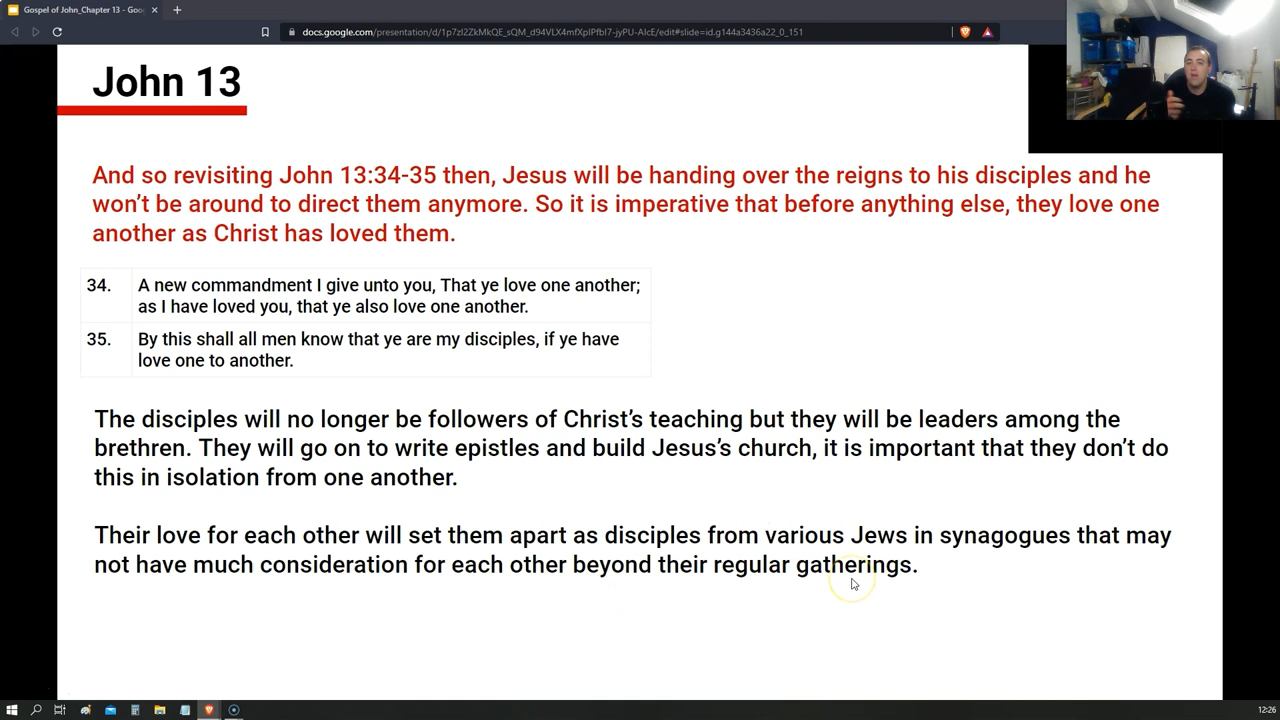 Gospel of John_Chapter 13 - Goo
docs.google.com/presentation/d/1p7zl2ZkMkQE_sQM_d94VLX4mfXpIPfbI7-jyPU-AIcE/edit#slide=id.g144a3436a22_0_151
John 13
And so revisiting John 13:34-35 then, Jesus will be handing over the reigns to his disciples and he
won't be around to direct them anymore. So it is imperative that before anything else, they love one
another as Christ has loved them.
34. A new commandment I give unto you, That ye love one another;
as I have loved you, that ye also love one another.
35. By this shall all men know that ye are my disciples, if ye have
love one to another.
The disciples will no longer be followers of Christ's teaching but they will be leaders among the
brethren. They will go on to write epistles and build Jesus's church, it is important that they don't do
this in isolation from one another.
Their love for each other will set them apart as disciples from various Jews in synagogues that may
not have much consideration for each other beyond their regular gatherings.
12:26